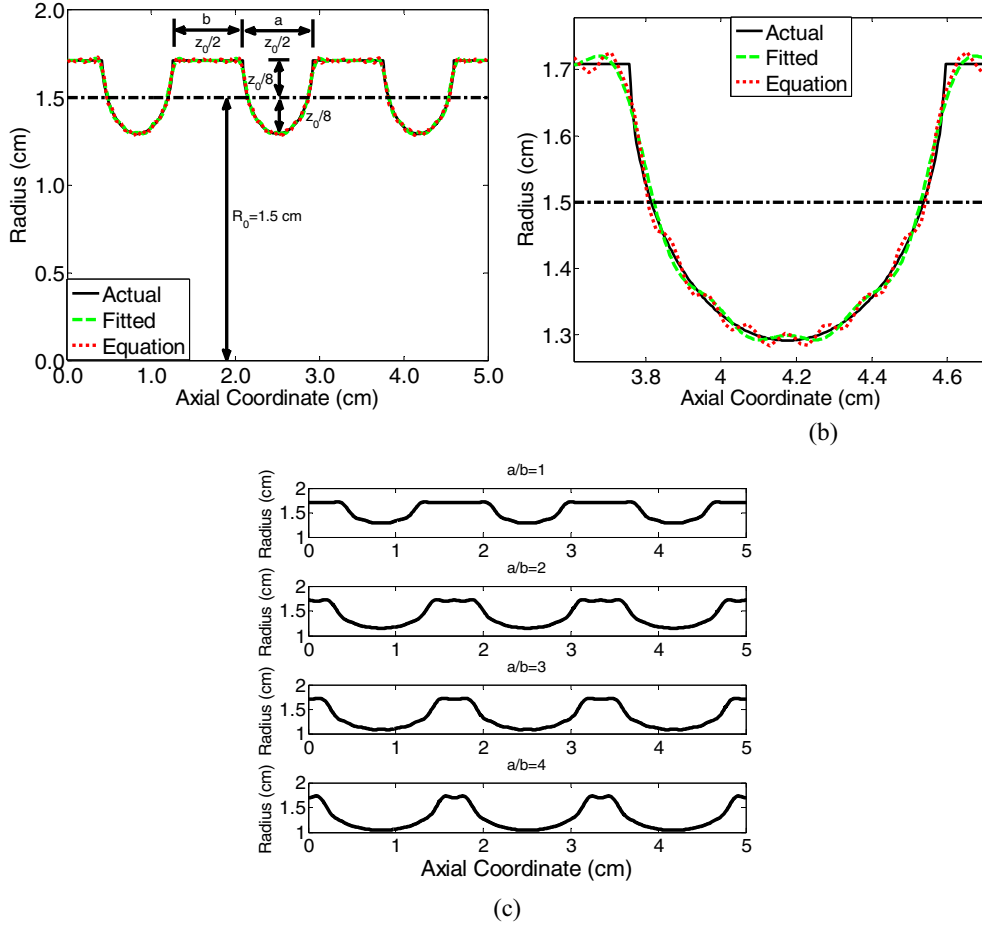 b
a
z_0/2
z_0/2
z_0/8
z_0/8
R_0=1.5 cm
2.0
1.5
1.0
0.5
0.0
Radius (cm)
Actual
Fitted
Equation
0.0 1.0 2.0 3.0 4.0 5.0
Axial Coordinate (cm)
Actual
Fitted
Equation
1.7
1.6
1.5
1.4
1.3
Radius (cm)
3.8 4 4.2 4.4 4.6
Axial Coordinate (cm)
(b)
a/b=1
Radius (cm)
2
1.5
1
0 1 2 3 4 5
a/b=2
Radius (cm)
2
1.5
1
0 1 2 3 4 5
a/b=3
Radius (cm)
2
1.5
1
0 1 2 3 4 5
a/b=4
Radius (cm)
2
1.5
1
0 1 2 3 4 5
Axial Coordinate (cm)
(c)